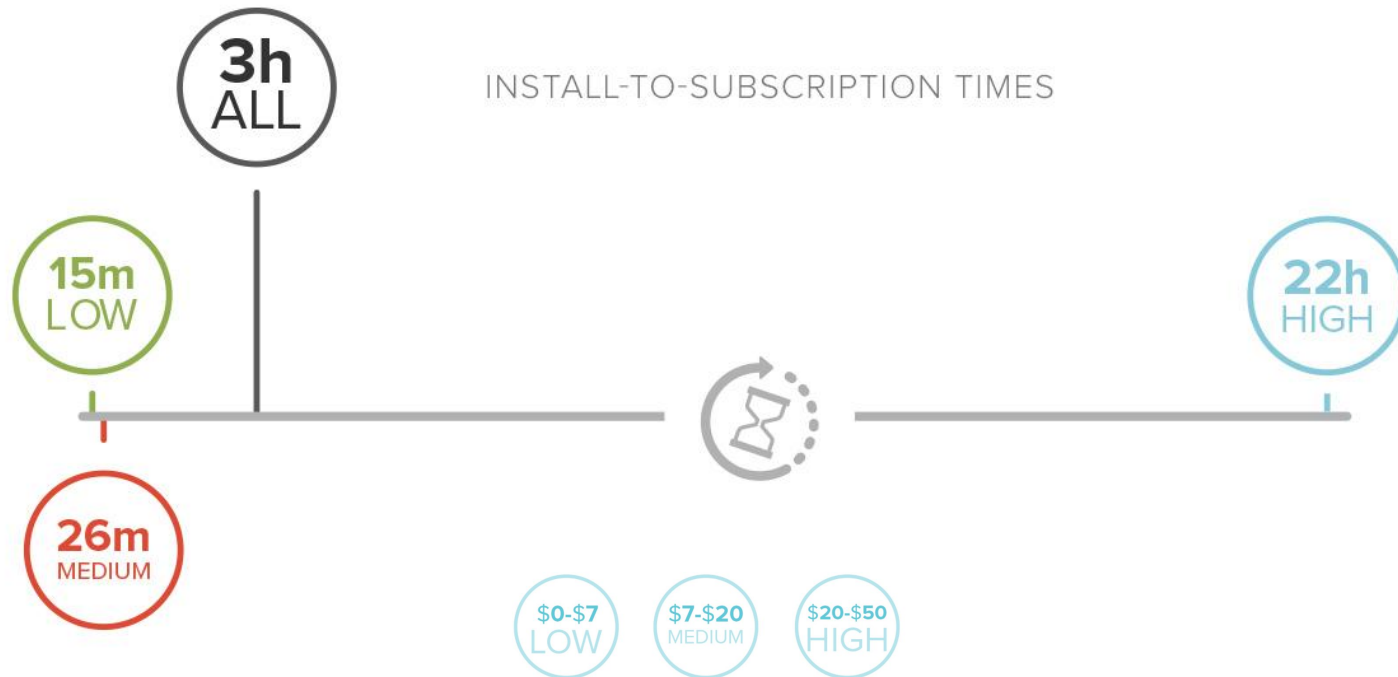 3h
ALL
INSTALL-TO-SUBSCRIPTION TIMES
15m
LOW
22h
HIGH
26m
MEDIUM
$0-$7
LOW
$7-$20
MEDIUM
$20-$50
HIGH